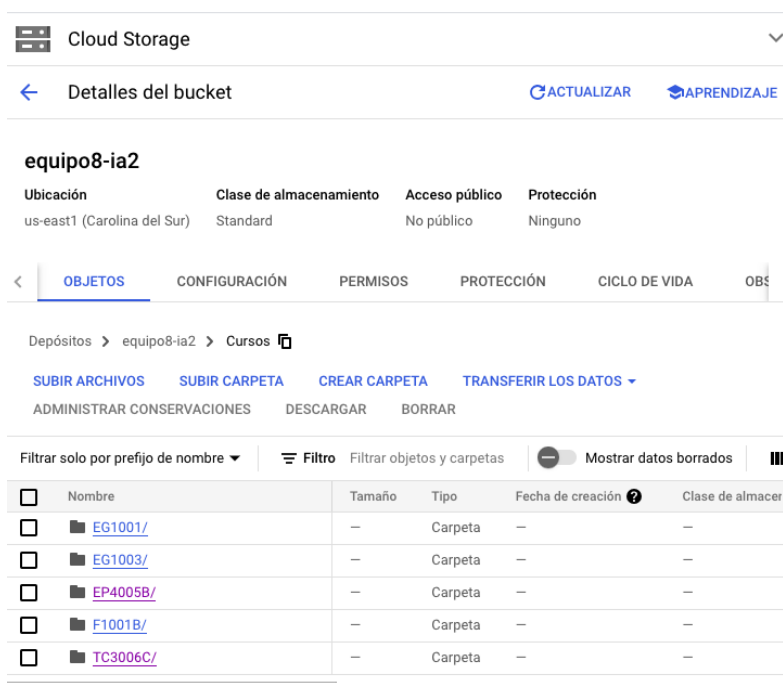 Cloud Storage
Detalles del bucket ACTUALIZAR APRENDIZAJE
equipo8-ia2
Ubicación Clase de almacenamiento Acceso público Protección
us-east1 (Carolina del Sur) Standard No público Ninguno
OBJETOS CONFIGURACIÓN PERMISOS PROTECCIÓN CICLO DE VIDA OBS
Depósitos > equipo8-ia2 > Cursos
SUBIR ARCHIVOS SUBIR CARPETA CREAR CARPETA TRANSFERIR LOS DATOS
ADMINISTRAR CONSERVACIONES DESCARGAR BORRAR
Filtrar solo por prefijo de nombre Filtro Filtrar objetos y carpetas Mostrar datos borrados
Nombre Tamaño Tipo Fecha de creación ? Clase de almacen
EG1001/ — Carpeta — —
EG1003/ — Carpeta — —
EP4005B/ — Carpeta — —
F1001B/ — Carpeta — —
TC3006C/ — Carpeta — —